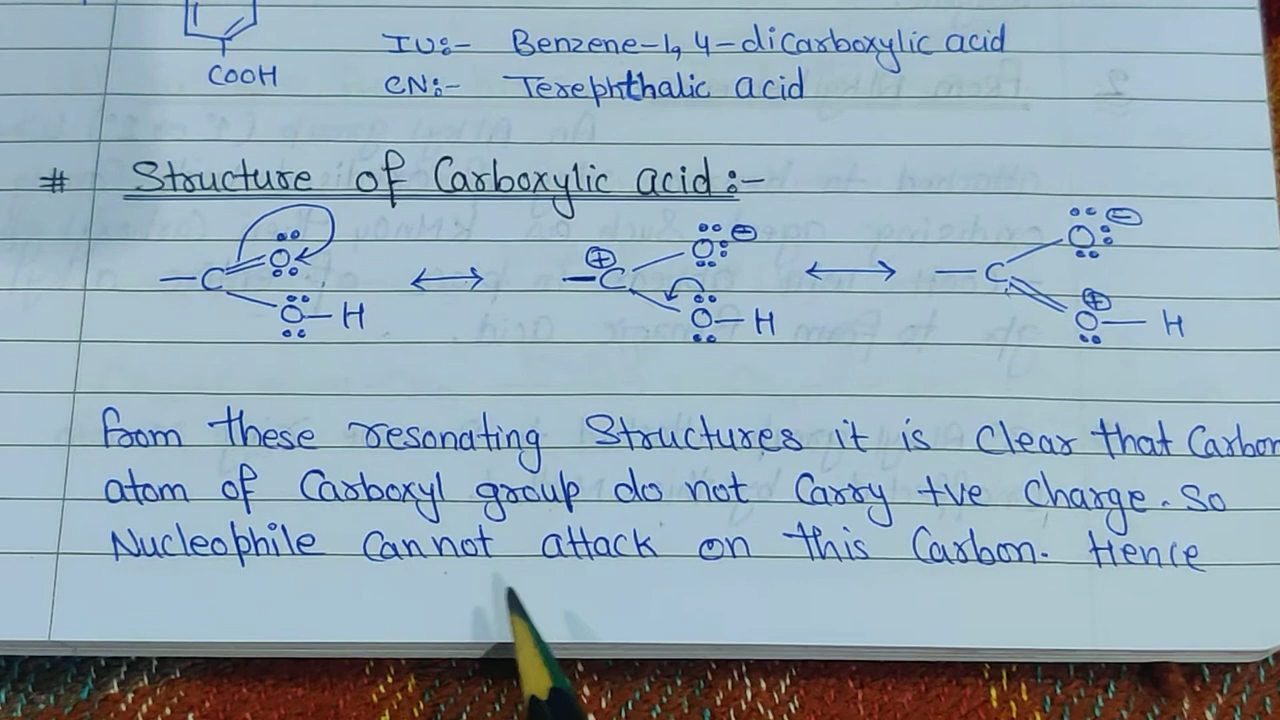 COOH
IU:- Benzene-1,4-dicarboxylic acid
CN:- Terephthalic acid
# Structure of Carboxylic acid:-
—C=O O—H ⟷ —C⊕ O⊖ O—H ⟷ —C O⊖ =O⊕—H
from these resonating Structures it is Clear that Carbon
atom of Carboxyl group do not Carry +ve Charge. So
Nucleophile Cannot attack on this Carbon. Hence